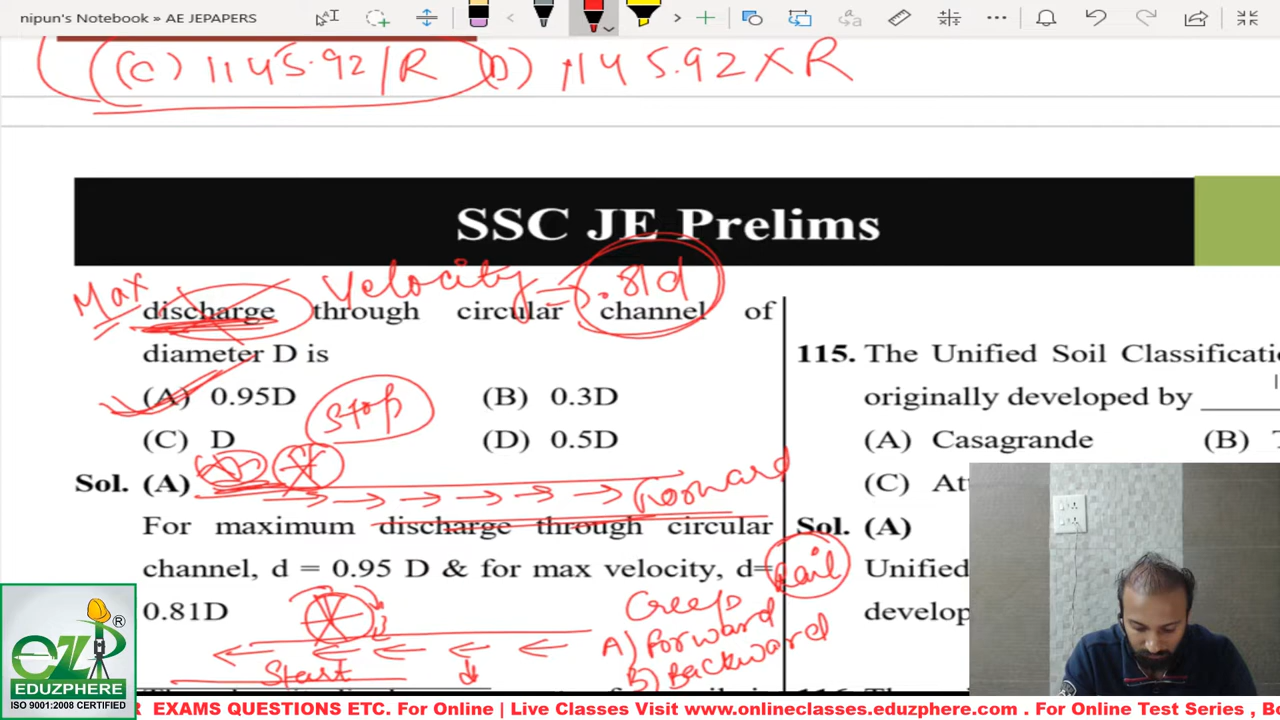 nipun's Notebook » AE JEPAPERS
(C) 1145.92/R (D) 1145.92 X R
SSC JE Prelims
Max Velocity = 0.81d
discharge through circular channel of
diameter D is
(A) 0.95D (B) 0.3D
Stop
(C) D (D) 0.5D
Sol. (A)
Forward
For maximum discharge through circular
channel, d = 0.95 D & for max velocity, d=
0.81D
Rail
Creep
A) Forward
B) Backward
Start
115. The Unified Soil Classificati
originally developed by
(A) Casagrande (B)
(C) At
Sol. (A)
Unified
develop
EZ
EDUZPHERE
ISO 9001:2008 CERTIFIED
R EXAMS QUESTIONS ETC. For Online | Live Classes Visit www.onlineclasses.eduzphere.com . For Online Test Series , Bo